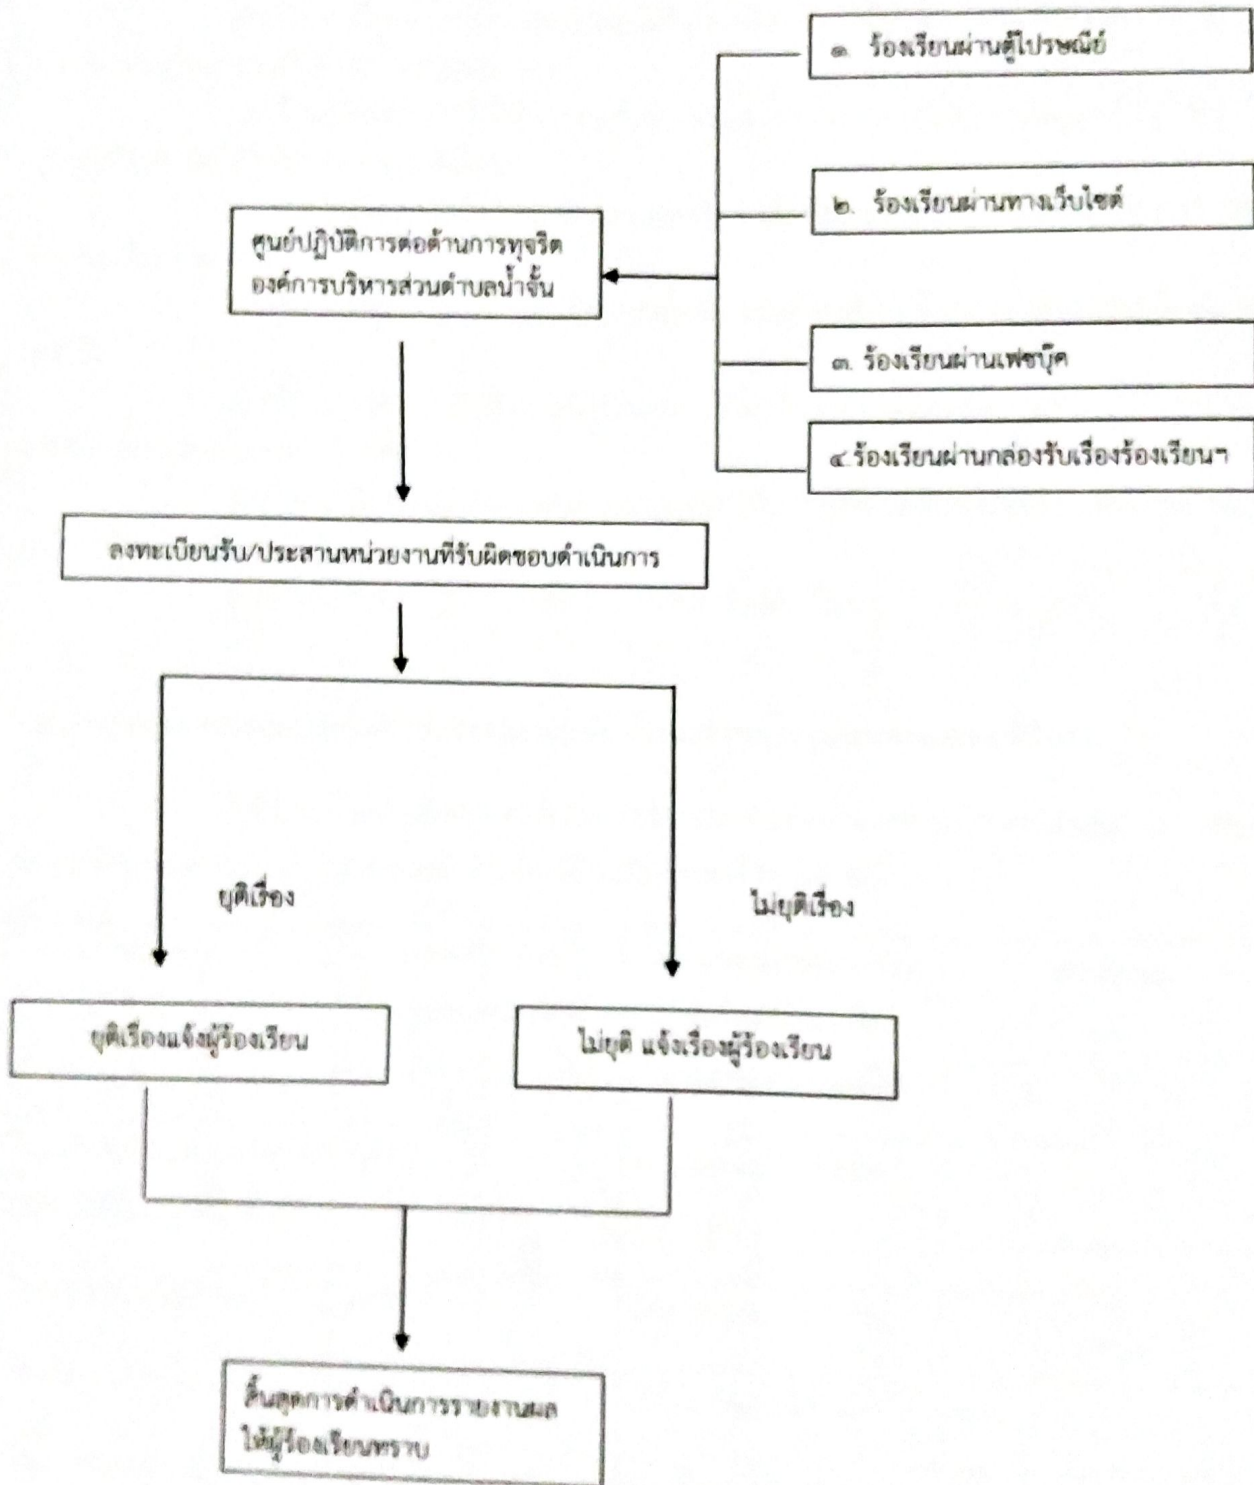 ๑. ร้องเรียนผ่านตู้ไปรษณีย์
๒. ร้องเรียนผ่านทางเว็บไซต์
ศูนย์ปฏิบัติการต่อต้านการทุจริต
องค์การบริหารส่วนตำบลน้ำจั้น
๓. ร้องเรียนผ่านเฟซบุ๊ค
๔.ร้องเรียนผ่านกล่องรับเรื่องร้องเรียนฯ
ลงทะเบียนรับ/ประสานหน่วยงานที่รับผิดชอบดำเนินการ
ยุติเรื่อง
ไม่ยุติเรื่อง
ยุติเรื่องแจ้งผู้ร้องเรียน
ไม่ยุติ แจ้งเรื่องผู้ร้องเรียน
สิ้นสุดการดำเนินการรายงานผล
ให้ผู้ร้องเรียนทราบ